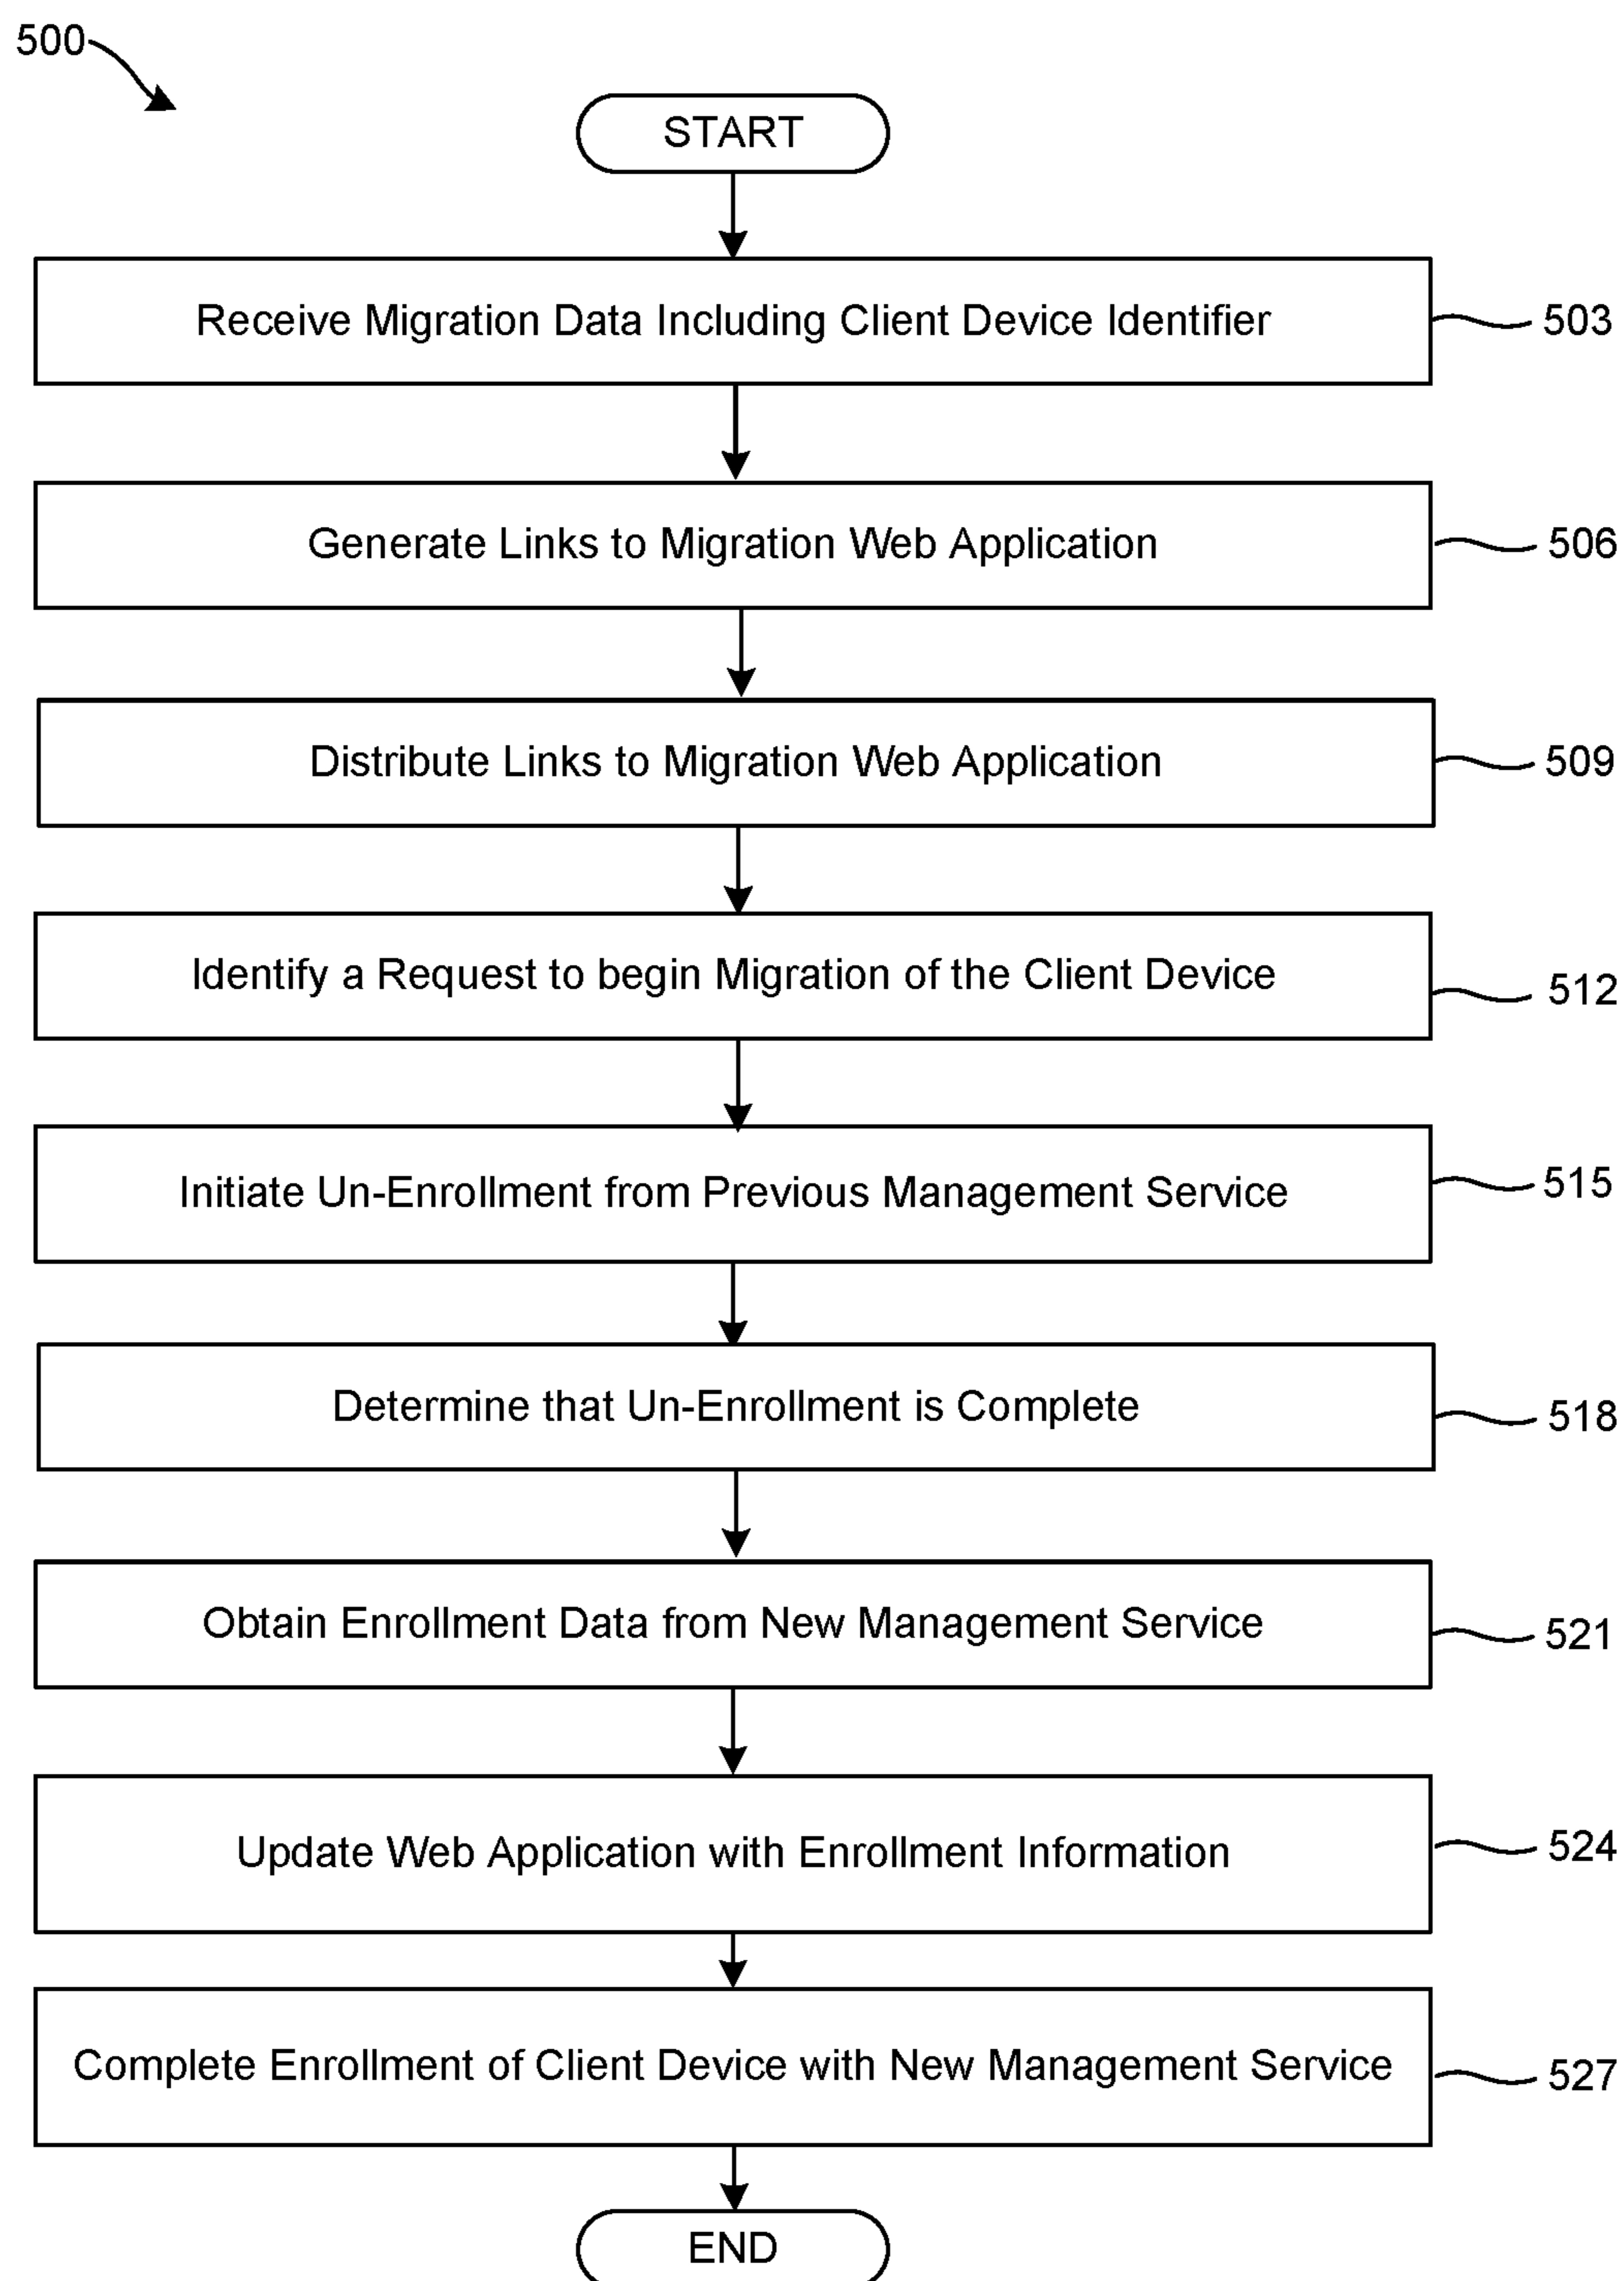 500
START
Receive Migration Data Including Client Device Identifier
503
Generate Links to Migration Web Application
506
Distribute Links to Migration Web Application
509
Identify a Request to begin Migration of the Client Device
512
Initiate Un-Enrollment from Previous Management Service
515
Determine that Un-Enrollment is Complete
518
Obtain Enrollment Data from New Management Service
521
Update Web Application with Enrollment Information
524
Complete Enrollment of Client Device with New Management Service
527
END